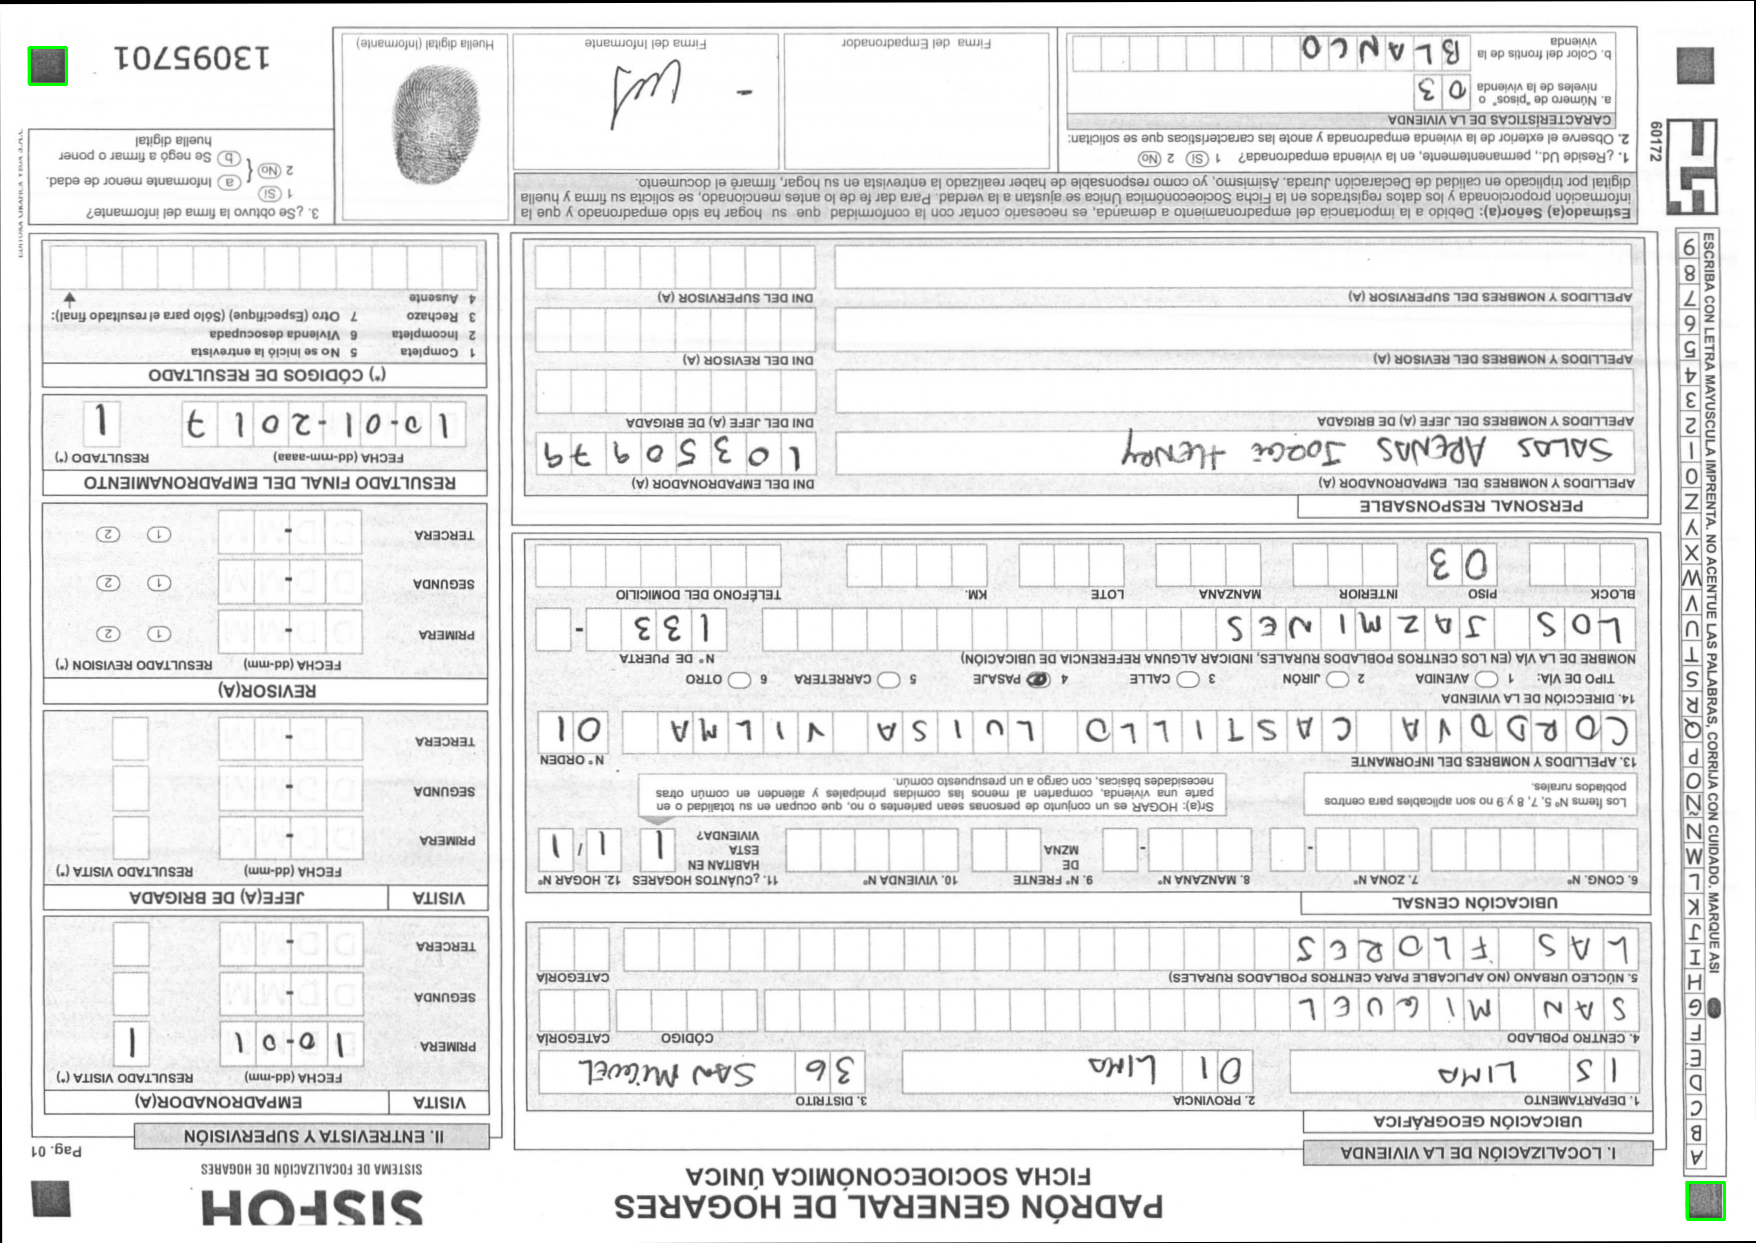 PADRÓN GENERAL DE HOGARES
FICHA SOCIOECONÓMICA ÚNICA
SISFOH
SISTEMA DE FOCALIZACIÓN DE HOGARES
Pag. 01
I. LOCALIZACIÓN DE LA VIVIENDA
UBICACIÓN GEOGRÁFICA
1. DEPARTAMENTO 2. PROVINCIA 3. DISTRITO
15 LIMA 01 LIMA 36 SAN MIGUEL
4. CENTRO POBLADO CÓDIGO CATEGORÍA
SAN MIGUEL
5. NÚCLEO URBANO (NO APLICABLE PARA CENTROS POBLADOS RURALES) CATEGORÍA
LAS FLORES
UBICACIÓN CENSAL
6. CONG. Nº 7. ZONA Nº 8. MANZANA Nº 9. Nº FRENTE DE MZNA 10. VIVIENDA Nº 11. ¿CUÁNTOS HOGARES HABITAN EN ESTA VIVIENDA? 12. HOGAR Nº
- - 1 1 / 1
Los ítems Nº 5, 7, 8 y 9 no son aplicables para centros poblados rurales.
Sr(a): HOGAR es un conjunto de personas sean parientes o no, que ocupan en su totalidad o en parte una vivienda, comparten al menos las comidas principales y atienden en común otras necesidades básicas, con cargo a un presupuesto común.
13. APELLIDOS Y NOMBRES DEL INFORMANTE Nº ORDEN
CORDOVA CASTILLO LUISA VILMA 01
14. DIRECCIÓN DE LA VIVIENDA
TIPO DE VÍA: 1 AVENIDA 2 JIRÓN 3 CALLE 4 PASAJE 5 CARRETERA 6 OTRO
NOMBRE DE LA VÍA (EN LOS CENTROS POBLADOS RURALES, INDICAR ALGUNA REFERENCIA DE UBICACIÓN) Nº DE PUERTA
LOS JAZMINES 133 -
BLOCK PISO INTERIOR MANZANA LOTE KM. TELÉFONO DEL DOMICILIO
03
PERSONAL RESPONSABLE
APELLIDOS Y NOMBRES DEL EMPADRONADOR (A) DNI DEL EMPADRONADOR (A)
SALAS ARENAS JORGE HENRY 10350979
APELLIDOS Y NOMBRES DEL JEFE (A) DE BRIGADA DNI DEL JEFE (A) DE BRIGADA
APELLIDOS Y NOMBRES DEL REVISOR (A) DNI DEL REVISOR (A)
APELLIDOS Y NOMBRES DEL SUPERVISOR (A) DNI DEL SUPERVISOR (A)
II. ENTREVISTA Y SUPERVISIÓN
VISITA EMPADRONADOR(A)
FECHA (dd-mm) RESULTADO VISITA (*)
PRIMERA 10-01 1
SEGUNDA
TERCERA
VISITA JEFE(A) DE BRIGADA
FECHA (dd-mm) RESULTADO VISITA (*)
PRIMERA
SEGUNDA
TERCERA
REVISOR(A)
FECHA (dd-mm) RESULTADO REVISION (*)
PRIMERA 1 2
SEGUNDA 1 2
TERCERA 1 2
RESULTADO FINAL DEL EMPADRONAMIENTO
FECHA (dd-mm-aaaa) RESULTADO (*)
10-01-2017 1
(*) CÓDIGOS DE RESULTADO
1 Completa 5 No se inició la entrevista
2 Incompleta 6 Vivienda desocupada
3 Rechazo 7 Otro (Especifique) (Sólo para el resultado final):
4 Ausente
Estimado(a) Señor(a): Debido a la importancia del empadronamiento a demanda, es necesario contar con la conformidad que su hogar ha sido empadronado y que la
información proporcionada y los datos registrados en la Ficha Socioeconómica Única se ajustan a la verdad. Para dar fe de lo antes mencionado, se solicita su firma y huella
digital por triplicado en calidad de Declaración Jurada. Asimismo, yo como responsable de haber realizado la entrevista en su hogar, firmaré el documento.
1. ¿Reside Ud., permanentemente, en la vivienda empadronada? 1 Sí 2 No
2. Observe el exterior de la vivienda empadronada y anote las características que se solicitan:
CARACTERÍSTICAS DE LA VIVIENDA
a. Número de "pisos" o niveles de la vivienda 03
b. Color del frontis de la vivienda BLANCO
Firma del Empadronador
Firma del Informante
Huella digital (Informante)
3. ¿Se obtuvo la firma del informante?
1 Sí
2 No
a Informante menor de edad.
b Se negó a firmar o poner huella digital
13095701
60172
ESCRIBA CON LETRA MAYUSCULA IMPRENTA. NO ACENTUE LAS PALABRAS, CORRIJA CON CUIDADO. MARQUE ASI
A B C D E F G H I J K L M N Ñ O P Q R S T U V W X Y Z 0 1 2 3 4 5 6 7 8 9